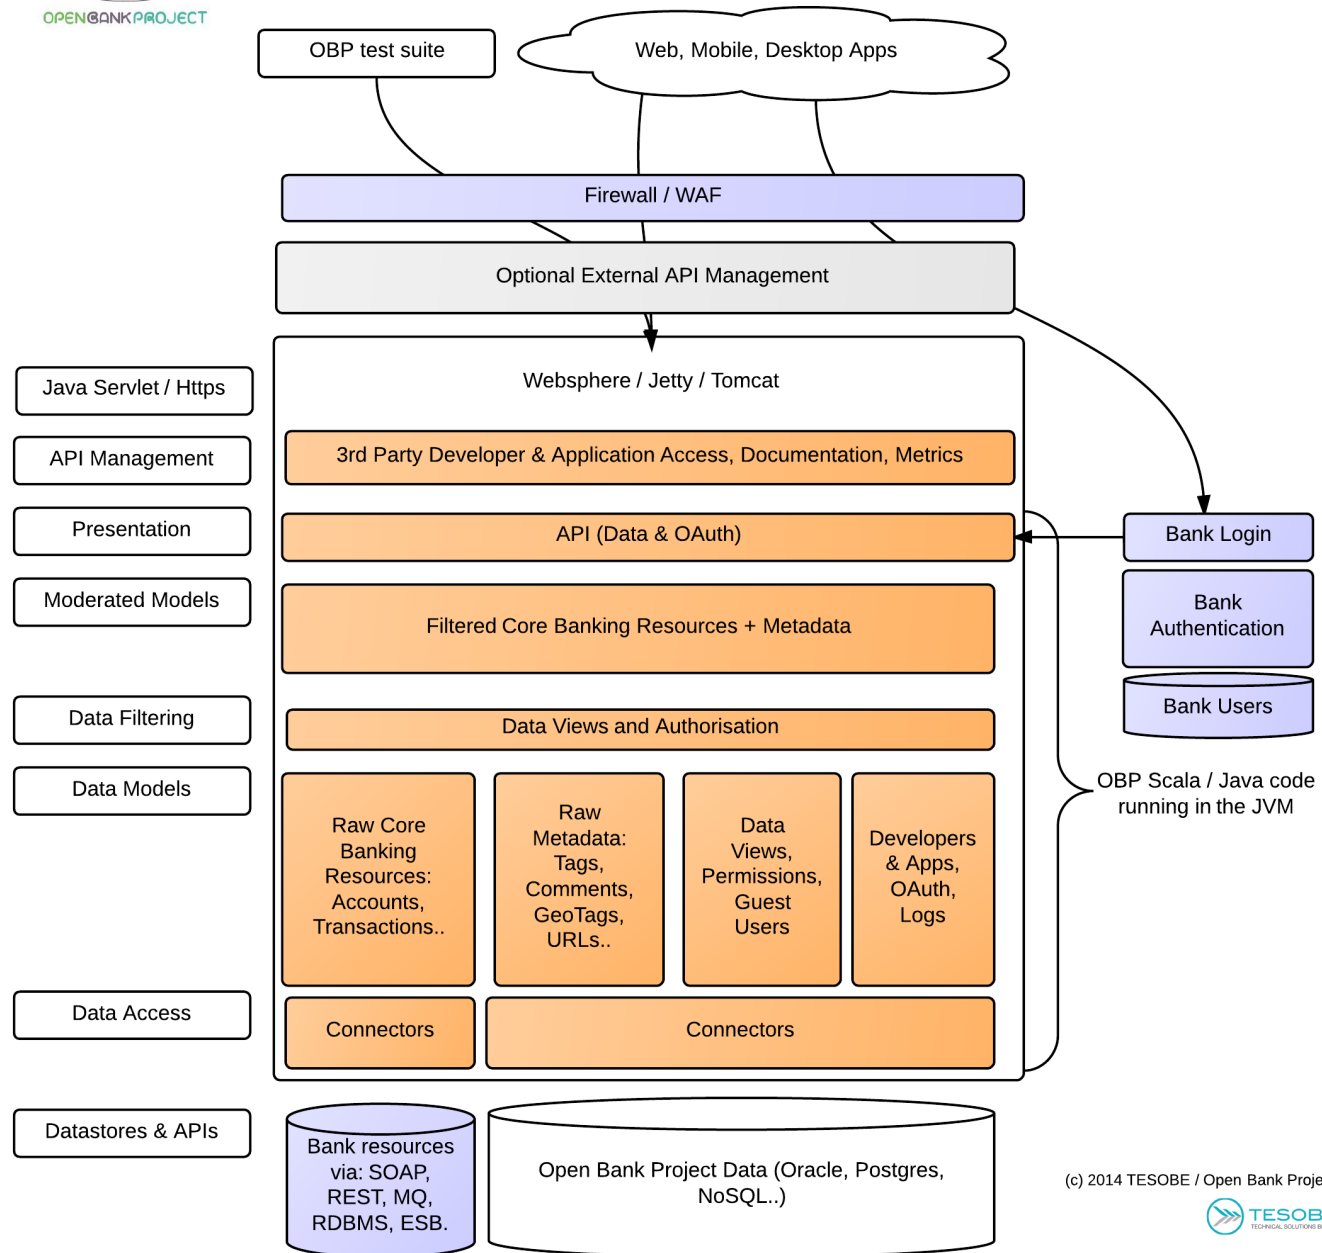 OPENBANKPROJECT
OBP test suite
Web, Mobile, Desktop Apps
Firewall / WAF
Optional External API Management
Websphere / Jetty / Tomcat
Java Servlet / Https
API Management
3rd Party Developer & Application Access, Documentation, Metrics
Presentation
API (Data & OAuth)
Bank Login
Moderated Models
Filtered Core Banking Resources + Metadata
Bank
Authentication
Bank Users
Data Filtering
Data Views and Authorisation
Data Models
OBP Scala / Java code
running in the JVM
Raw Core
Banking
Resources:
Accounts,
Transactions..
Raw
Metadata:
Tags,
Comments,
GeoTags,
URLs..
Data
Views,
Permissions,
Guest
Users
Developers
& Apps,
OAuth,
Logs
Data Access
Connectors
Connectors
Datastores & APIs
Bank resources
via: SOAP,
REST, MQ,
RDBMS, ESB.
Open Bank Project Data (Oracle, Postgres,
NoSQL..)
(c) 2014 TESOBE / Open Bank Proje
TESOB
TECHNICAL SOLUTIONS B